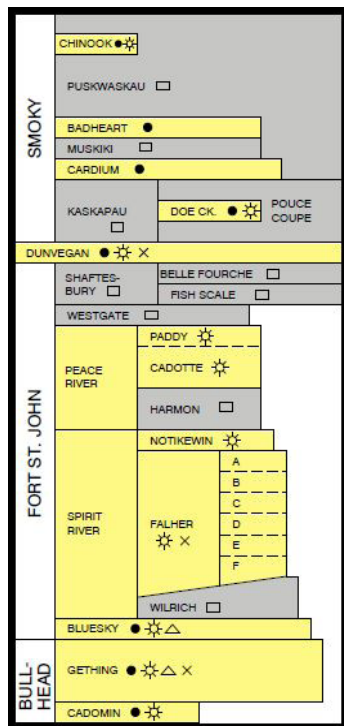 SMOKY
CHINOOK
PUSKWASKAU
BADHEART
MUSKIKI
CARDIUM
KASKAPAU
DOE CK.
POUCE
COUPE
DUNVEGAN
FORT ST. JOHN
SHAFTES-
BURY
BELLE FOURCHE
FISH SCALE
WESTGATE
PEACE
RIVER
PADDY
CADOTTE
HARMON
SPIRIT
RIVER
NOTIKEWIN
FALHER
A
B
C
D
E
F
WILRICH
BLUESKY
BULL-
HEAD
GETHING
CADOMIN